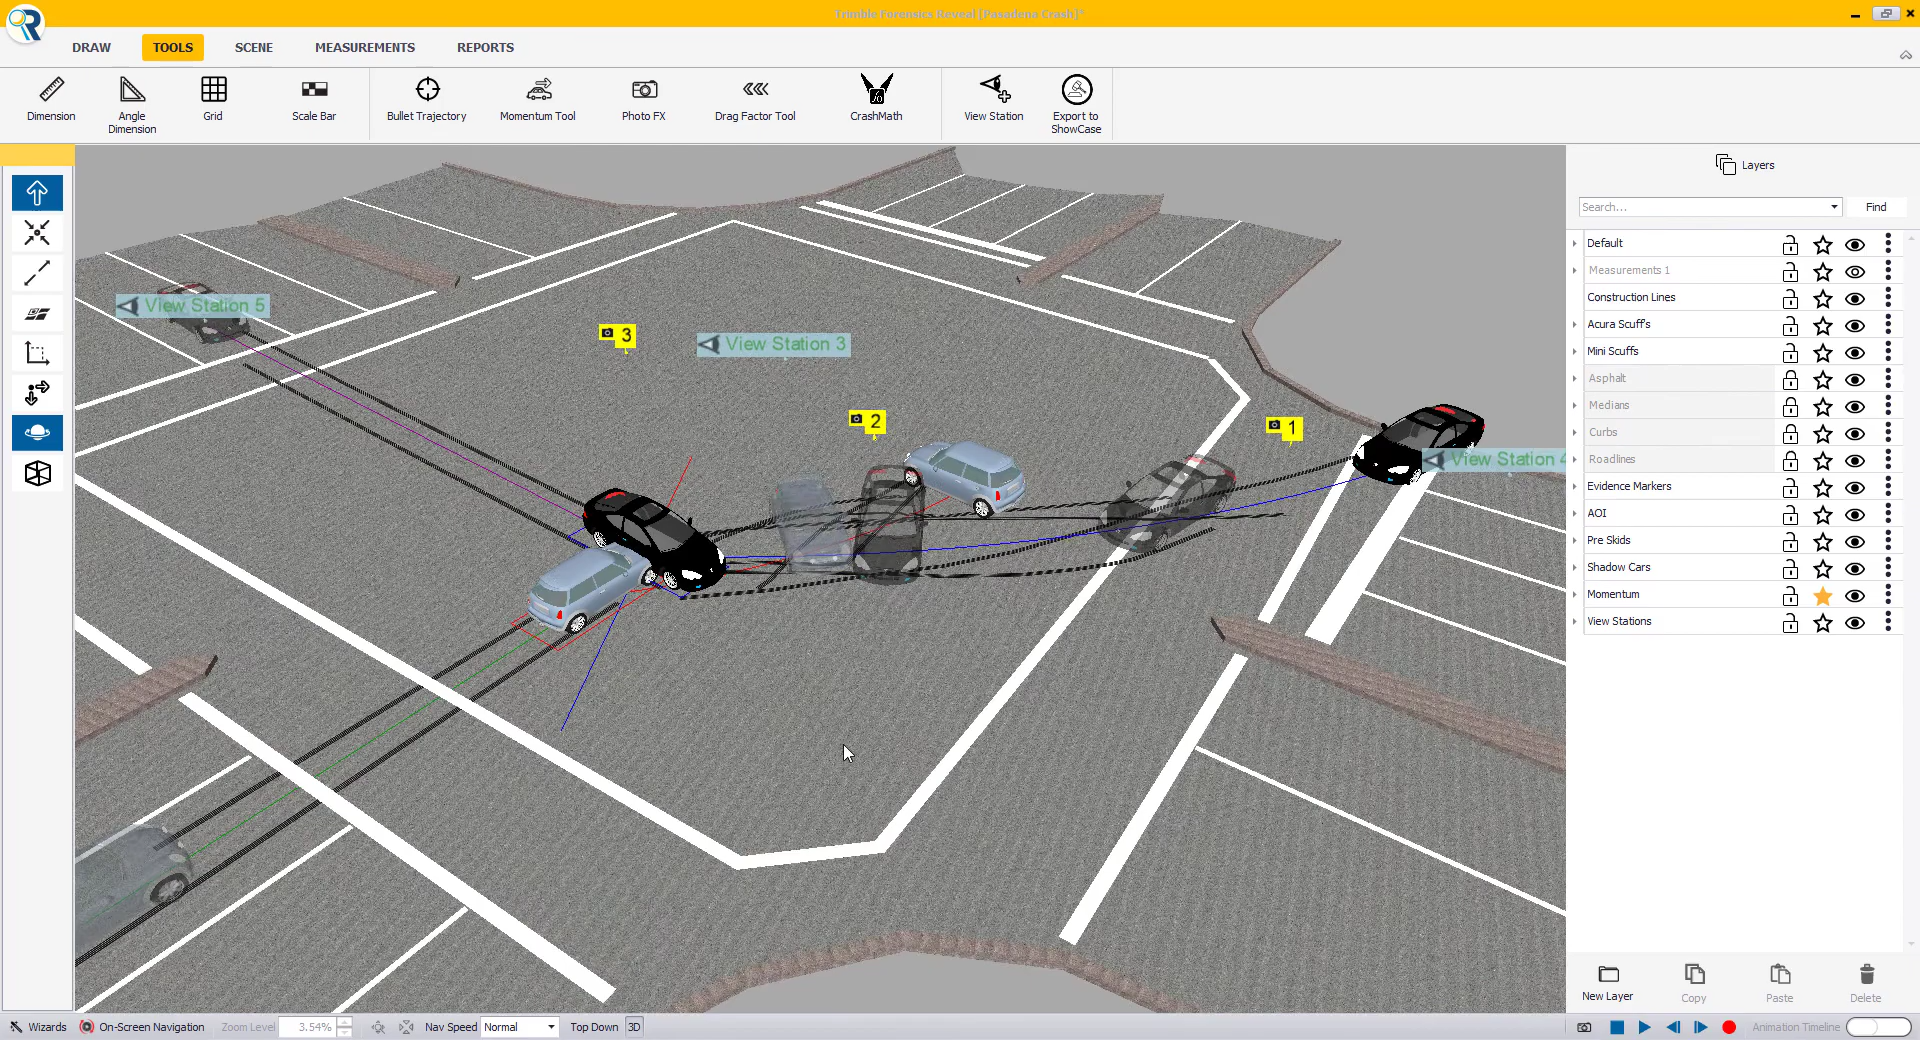 Trimble Forensics Reveal [Pasadena Crash]*
DRAW
TOOLS
SCENE
MEASUREMENTS
REPORTS
Dimension
Angle
Dimension
Grid
Scale Bar
Bullet Trajectory
Momentum Tool
Photo FX
Drag Factor Tool
CrashMath
View Station
Export to
ShowCase
View Station 5
3
View Station 3
2
1
View Station 4
Layers
Search...
Find
Default
Measurements 1
Construction Lines
Acura Scuff's
Mini Scuffs
Asphalt
Medians
Curbs
Roadlines
Evidence Markers
AOI
Pre Skids
Shadow Cars
Momentum
View Stations
New Layer
Copy
Paste
Delete
Wizards
On-Screen Navigation
Zoom Level
3.54%
Nav Speed
Normal
Top Down
3D
Animation Timeline